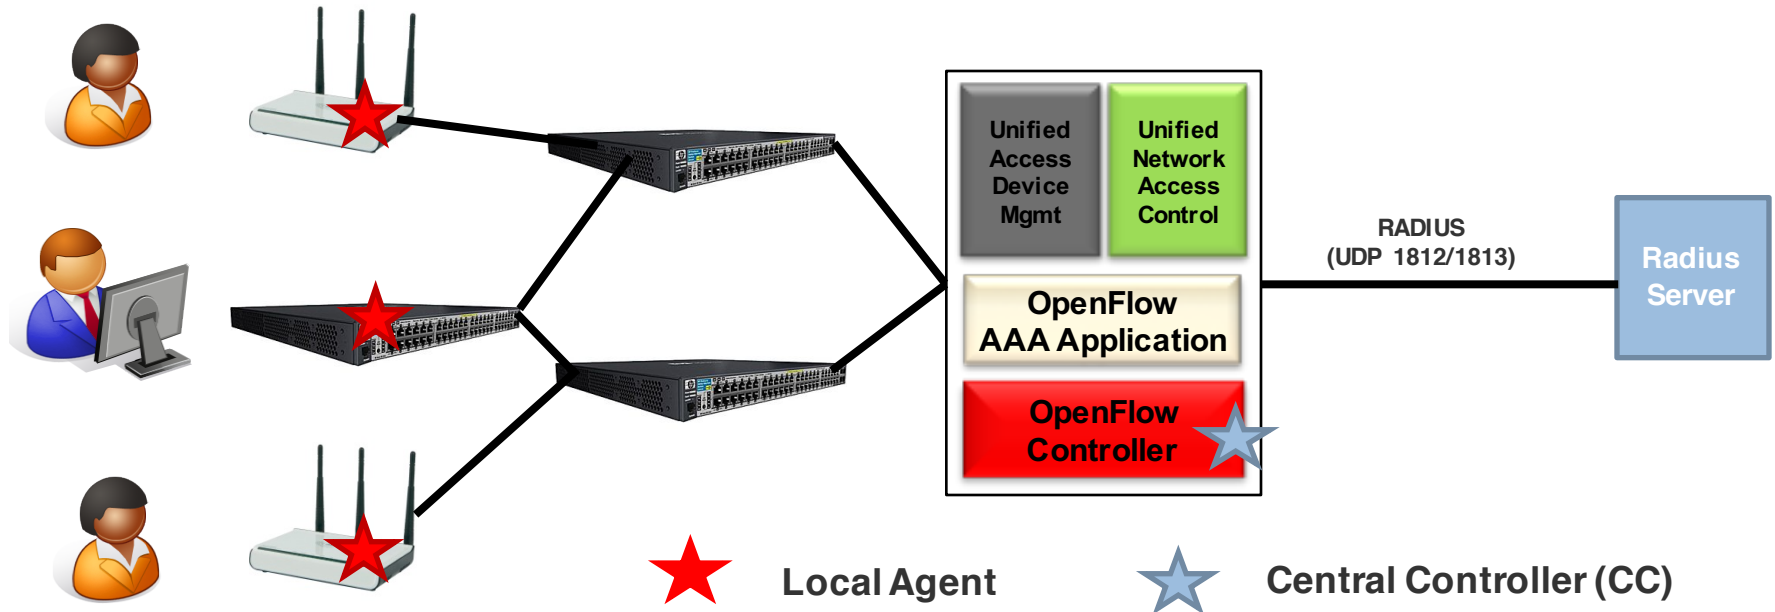 Unified
Access
Device
Mgmt
Unified
Network
Access
Control
OpenFlow
AAA Application
OpenFlow
Controller
RADIUS
(UDP 1812/1813)
Radius
Server
Local Agent
Central Controller (CC)